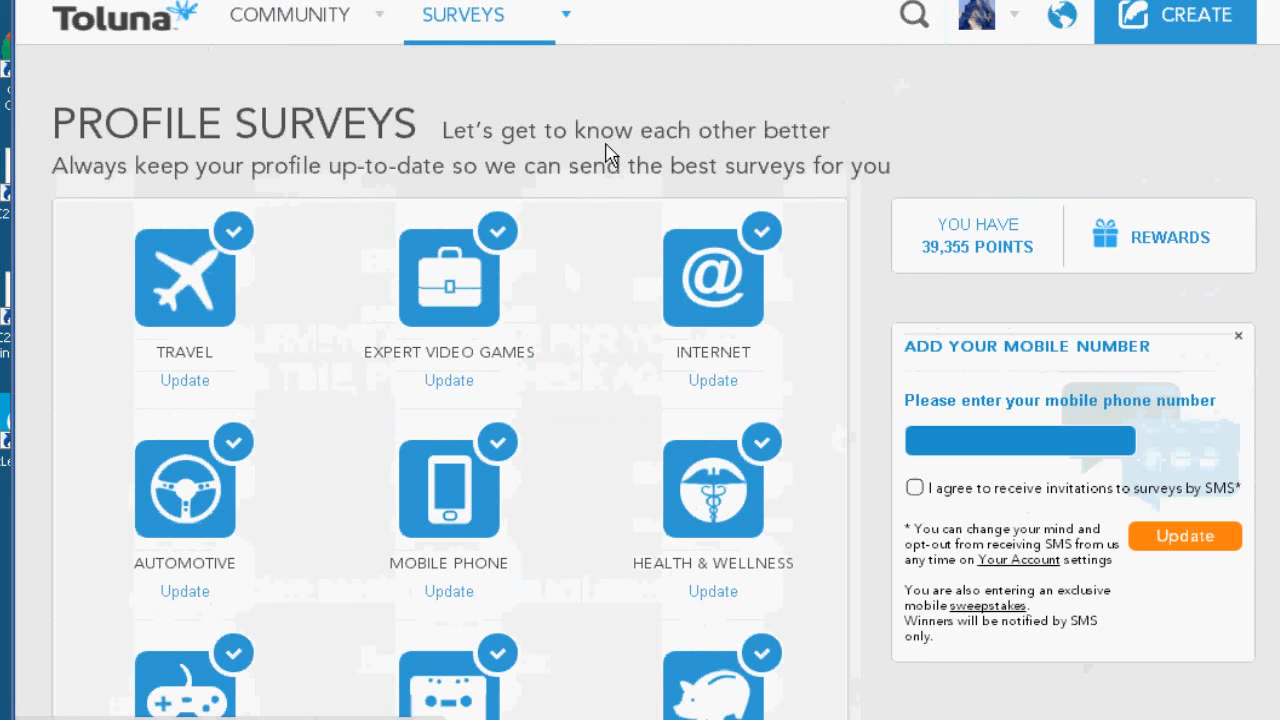 Toluna
COMMUNITY
SURVEYS
CREATE
PROFILE SURVEYS Let's get to know each other better
Always keep your profile up-to-date so we can send the best surveys for you
TRAVEL
Update
EXPERT VIDEO GAMES
Update
INTERNET
Update
AUTOMOTIVE
Update
MOBILE PHONE
Update
HEALTH & WELLNESS
Update
YOU HAVE
39,355 POINTS
REWARDS
ADD YOUR MOBILE NUMBER
Please enter your mobile phone number
I agree to receive invitations to surveys by SMS*
* You can change your mind and
opt-out from receiving SMS from us
any time on Your Account settings
Update
You are also entering an exclusive
mobile sweepstakes.
Winners will be notified by SMS
only.